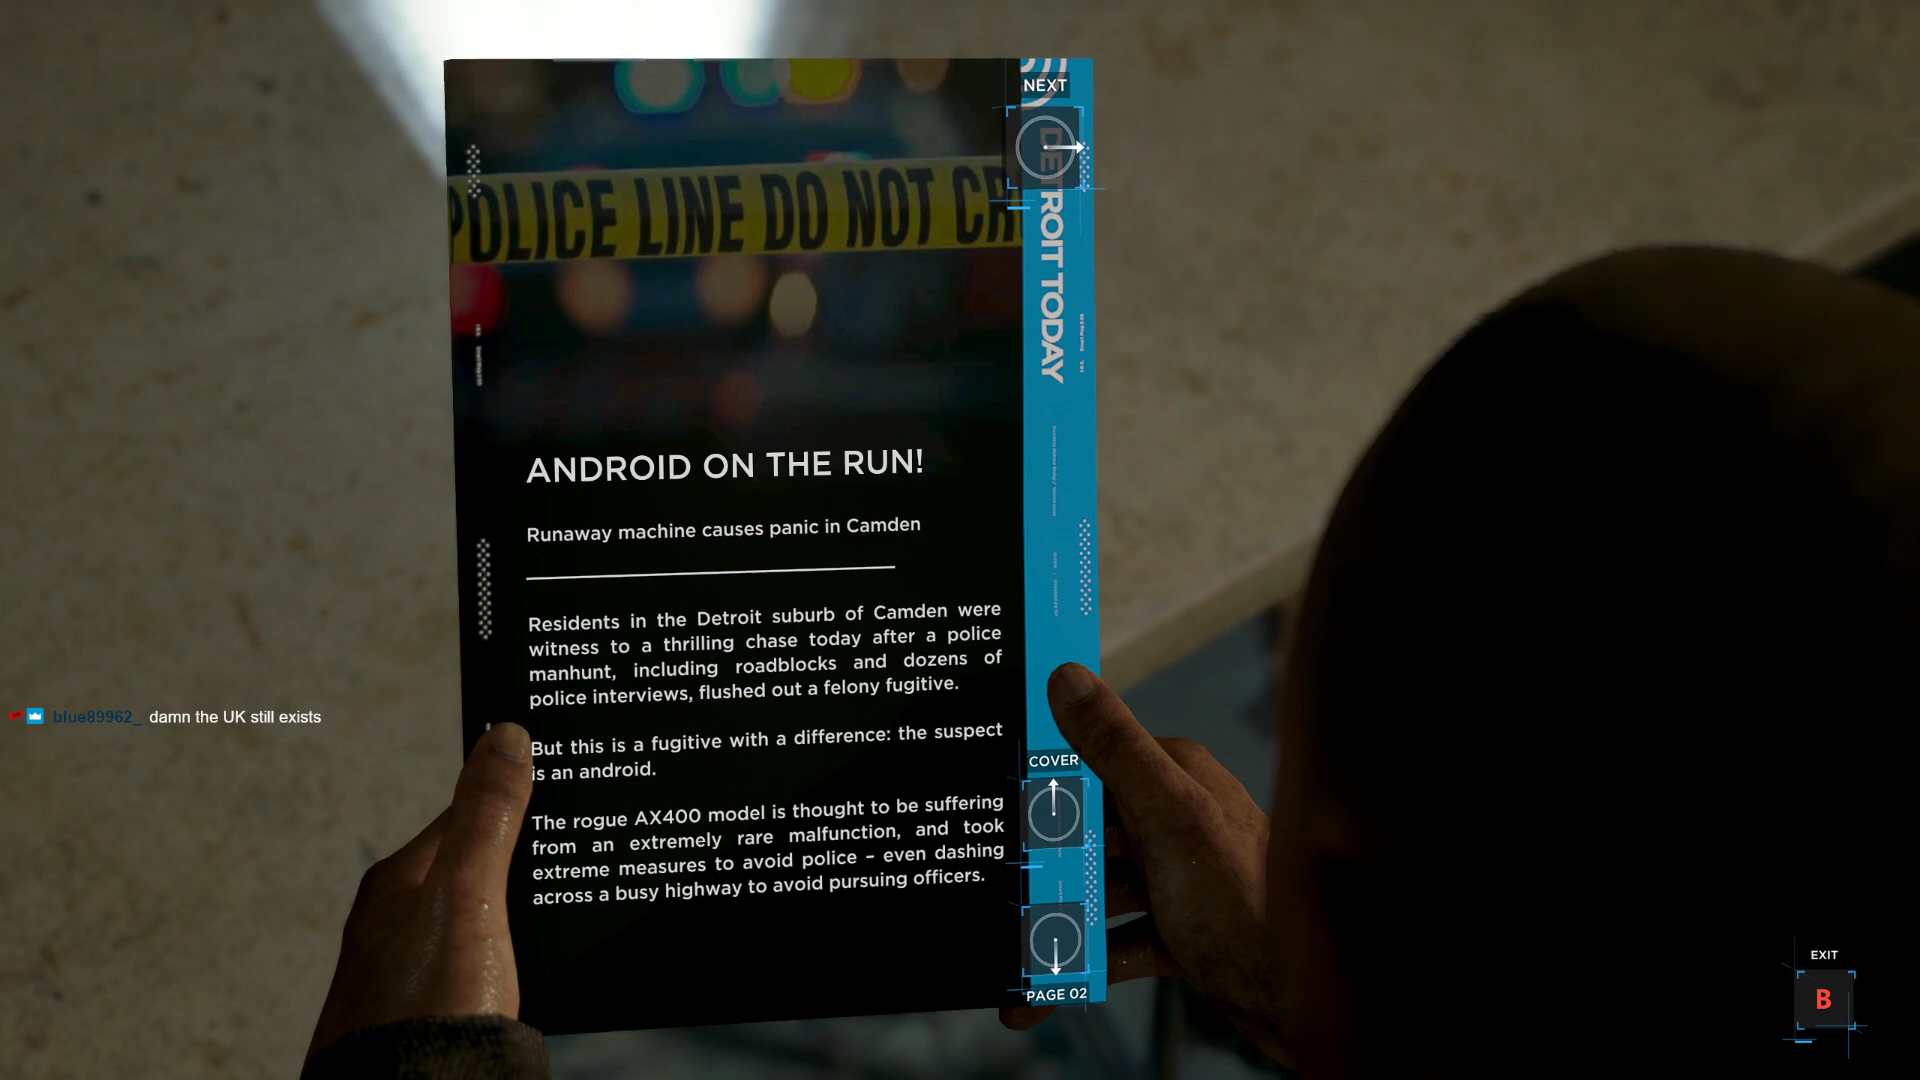 NEXT
POLICE LINE DO NOT CR
DETROIT TODAY
ANDROID ON THE RUN!
Runaway machine causes panic in Camden
Residents in the Detroit suburb of Camden were
witness to a thrilling chase today after a police
manhunt, including roadblocks and dozens of
police interviews, flushed out a felony fugitive.
But this is a fugitive with a difference: the suspect
is an android.
The rogue AX400 model is thought to be suffering
from an extremely rare malfunction, and took
extreme measures to avoid police – even dashing
across a busy highway to avoid pursuing officers.
blue89962_ damn the UK still exists
COVER
PAGE 02
EXIT
B